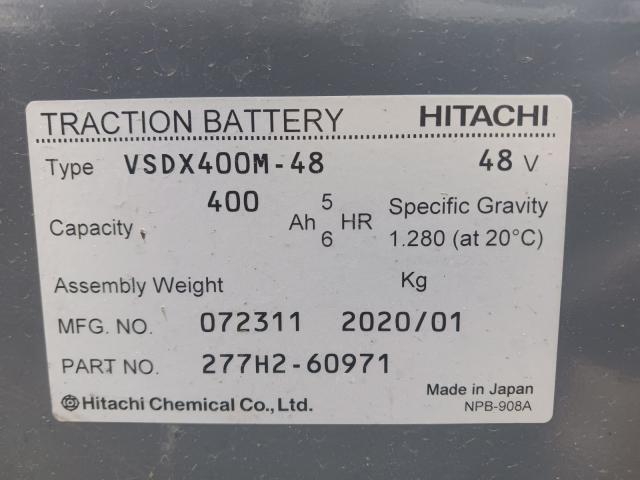 TRACTION BATTERY HITACHI
Type VSDX400M-48 48 V
Capacity 400 Ah 5 HR Specific Gravity
6 1.280 (at 20°C)
Assembly Weight Kg
MFG. NO. 072311 2020/01
PART NO. 277H2-60971
Hitachi Chemical Co., Ltd. Made in Japan
NPB-908A